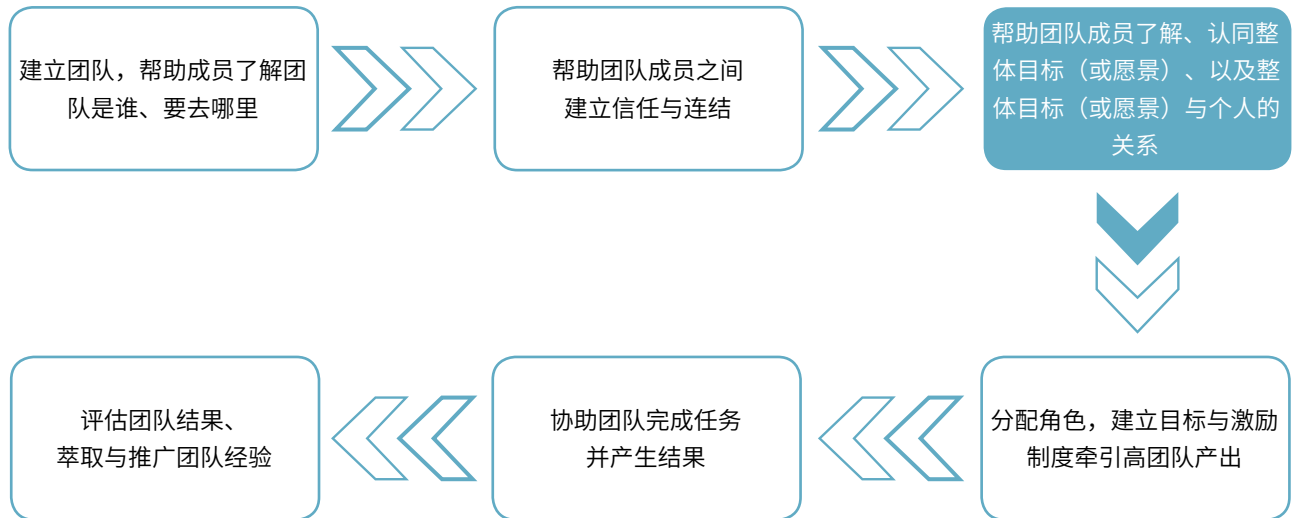 建立团队，帮助成员了解团
队是谁、要去哪里
帮助团队成员之间
建立信任与连结
帮助团队成员了解、认同整
体目标（或愿景）、以及整
体目标（或愿景）与个人的
关系
分配角色，建立目标与激励
制度牵引高团队产出
协助团队完成任务
并产生结果
评估团队结果、
萃取与推广团队经验